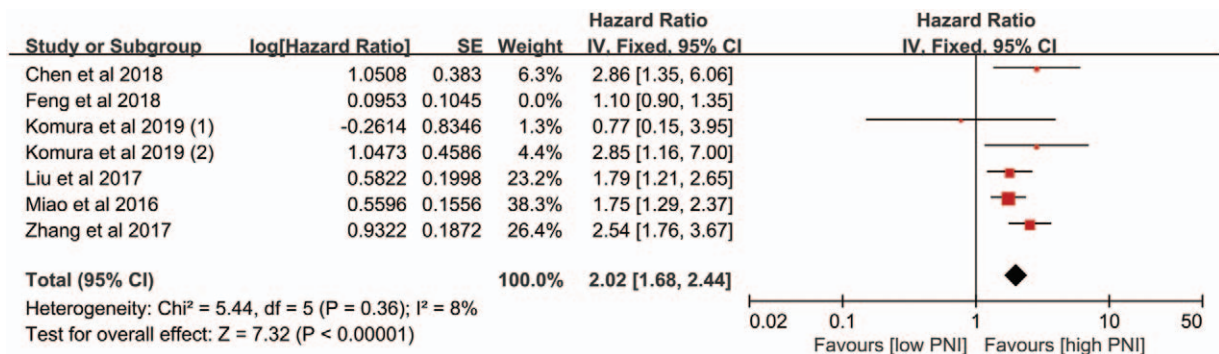 Hazard Ratio Hazard Ratio
Study or Subgroup log[Hazard Ratio] SE Weight IV. Fixed. 95% CI IV. Fixed. 95% CI
Chen et al 2018 1.0508 0.383 6.3% 2.86 [1.35, 6.06]
Feng et al 2018 0.0953 0.1045 0.0% 1.10 [0.90, 1.35]
Komura et al 2019 (1) -0.2614 0.8346 1.3% 0.77 [0.15, 3.95]
Komura et al 2019 (2) 1.0473 0.4586 4.4% 2.85 [1.16, 7.00]
Liu et al 2017 0.5822 0.1998 23.2% 1.79 [1.21, 2.65]
Miao et al 2016 0.5596 0.1556 38.3% 1.75 [1.29, 2.37]
Zhang et al 2017 0.9322 0.1872 26.4% 2.54 [1.76, 3.67]
Total (95% CI) 100.0% 2.02 [1.68, 2.44]
Heterogeneity: Chi² = 5.44, df = 5 (P = 0.36); I² = 8%
Test for overall effect: Z = 7.32 (P < 0.00001)
0.02 0.1 1 10 50
Favours [low PNI] Favours [high PNI]